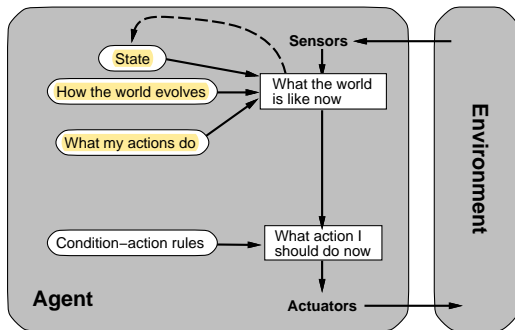 Sensors
State
How the world evolves
What the world
is like now
What my actions do
Environment
Condition−action rules
What action I
should do now
Agent
Actuators